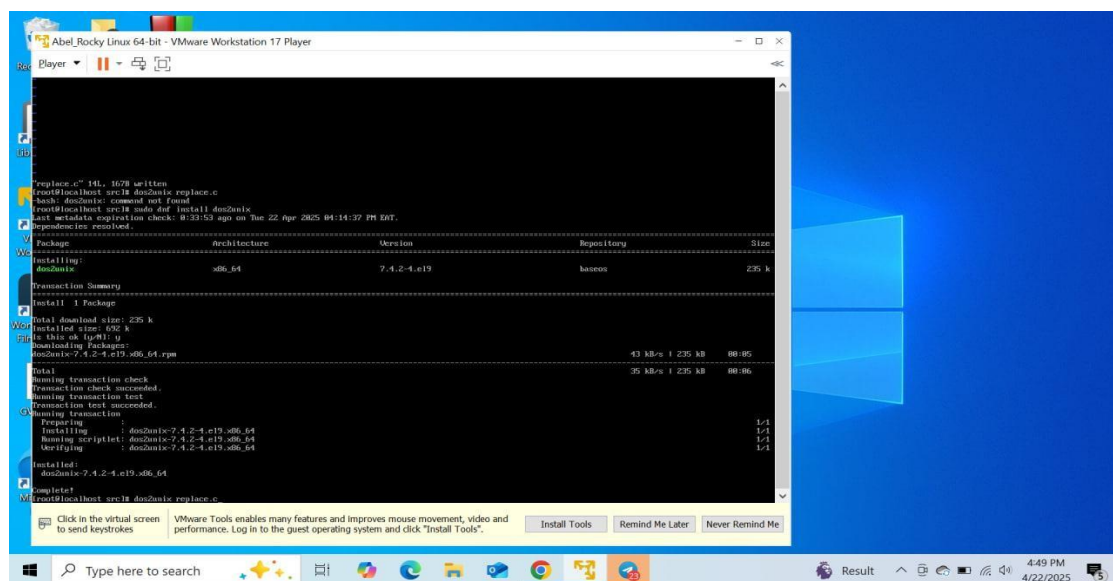 Abel_Rocky Linux 64-bit - VMware Workstation 17 Player
Player
"replace.c" 14L, 167B written
[root@localhost src]# dos2unix replace.c
-bash: dos2unix: command not found
[root@localhost src]# sudo dnf install dos2unix
Last metadata expiration check: 0:33:53 ago on Tue 22 Apr 2025 04:14:37 PM EAT.
Dependencies resolved.
Package Architecture Version Repository Size
Installing:
dos2unix x86_64 7.4.2-4.el9 baseos 235 k
Transaction Summary
Install 1 Package
Total download size: 235 k
Installed size: 692 k
Is this ok [y/N]: y
Downloading Packages:
dos2unix-7.4.2-4.el9.x86_64.rpm 43 kB/s | 235 kB 00:05
Total 35 kB/s | 235 kB 00:06
Running transaction check
Transaction check succeeded.
Running transaction test
Transaction test succeeded.
Running transaction
Preparing : 1/1
Installing : dos2unix-7.4.2-4.el9.x86_64 1/1
Running scriptlet: dos2unix-7.4.2-4.el9.x86_64 1/1
Verifying : dos2unix-7.4.2-4.el9.x86_64 1/1
Installed:
dos2unix-7.4.2-4.el9.x86_64
Complete!
[root@localhost src]# dos2unix replace.c_
Click in the virtual screen
to send keystrokes
VMware Tools enables many features and improves mouse movement, video and
performance. Log in to the guest operating system and click "Install Tools".
Install Tools
Remind Me Later
Never Remind Me
Type here to search
23
Result
4:49 PM
4/22/2025